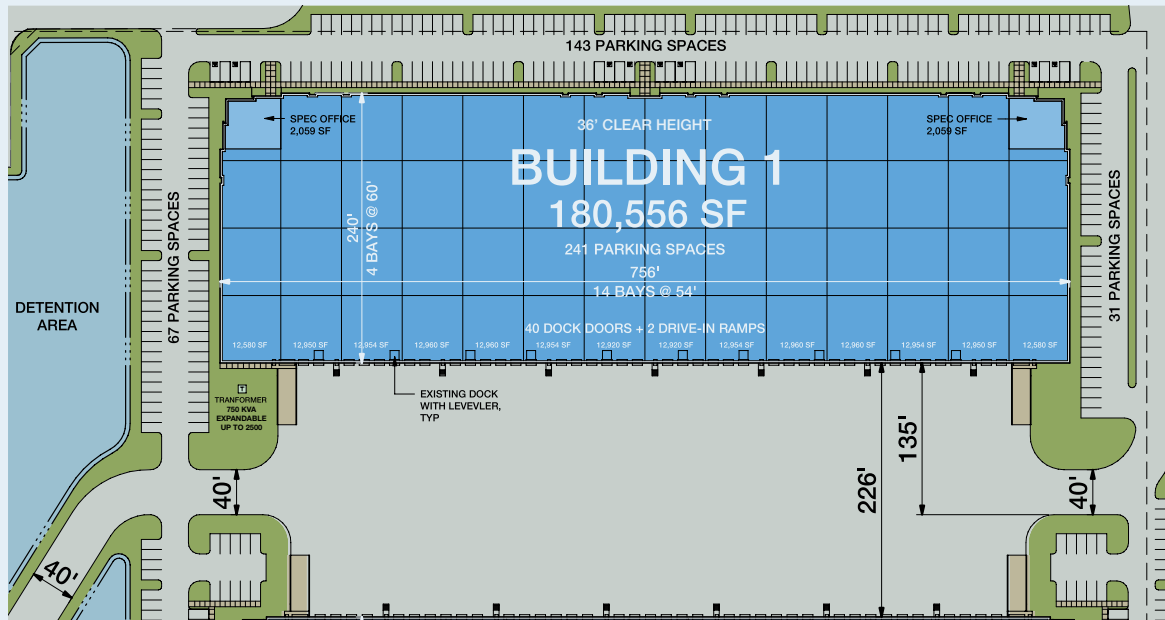 143 PARKING SPACES
SPEC OFFICE
2,059 SF
36' CLEAR HEIGHT
SPEC OFFICE
2,059 SF
BUILDING 1
180,556 SF
240'
4 BAYS @ 60'
241 PARKING SPACES
756'
14 BAYS @ 54'
67 PARKING SPACES
31 PARKING SPACES
DETENTION
AREA
40 DOCK DOORS + 2 DRIVE-IN RAMPS
12,580 SF
12,950 SF
12,954 SF
12,960 SF
12,960 SF
12,954 SF
12,920 SF
12,920 SF
12,954 SF
12,960 SF
12,960 SF
12,954 SF
12,950 SF
12,580 SF
T
TRANFORMER
750 KVA
EXPANDABLE
UP TO 2500
EXISTING DOCK
WITH LEVEVLER,
TYP
135'
226'
40'
40'
40'